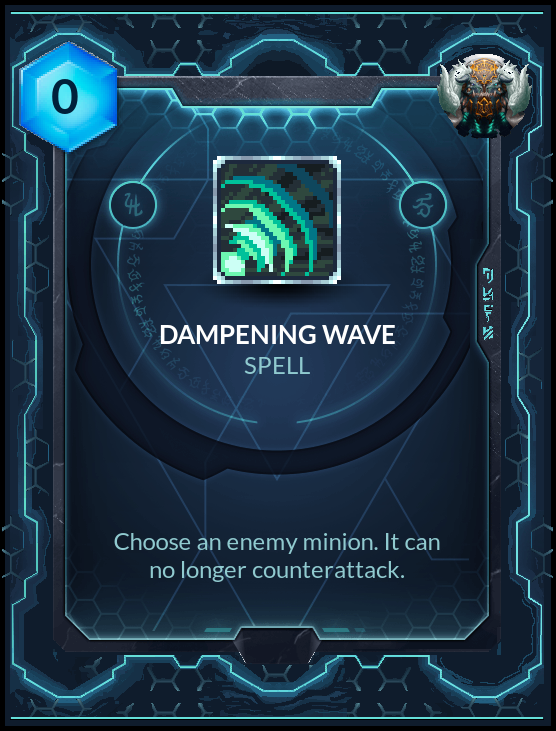 0
DAMPENING WAVE
SPELL
Choose an enemy minion. It can
no longer counterattack.